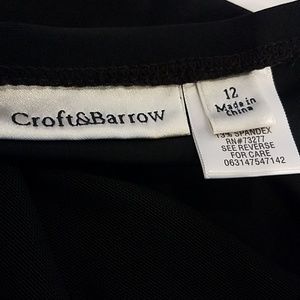 Croft&Barrow
12
Made in
China
13% SPANDEX
RN#73277
SEE REVERSE
FOR CARE
063147547142